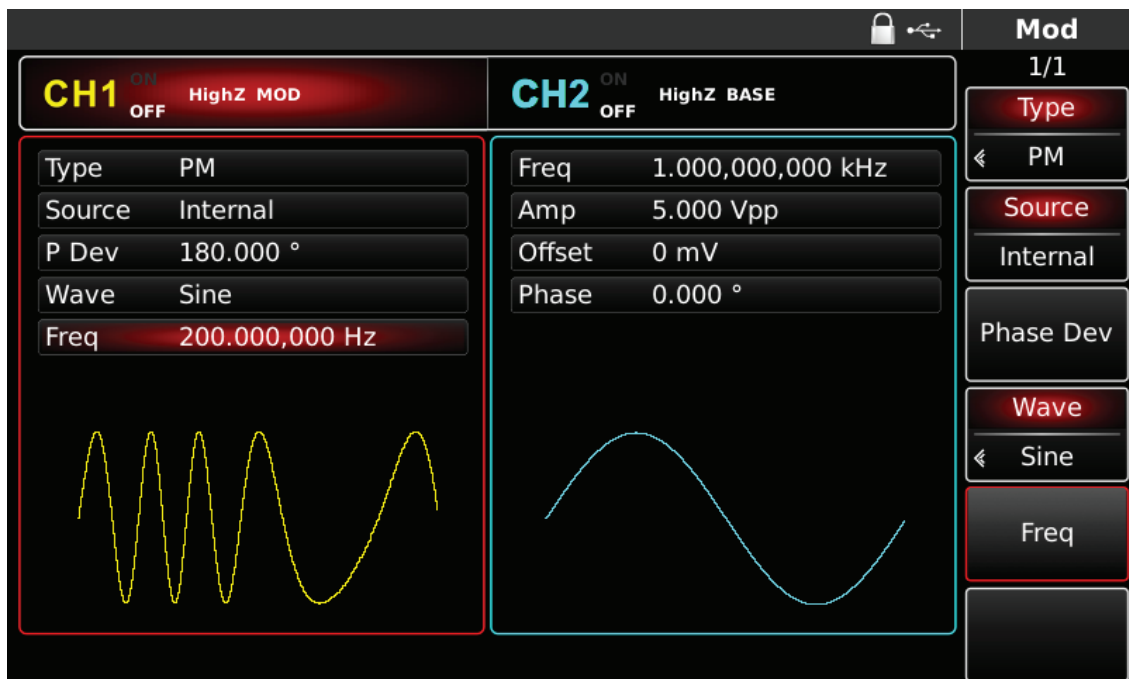 Mod
1/1
CH1 ON OFF HighZ MOD
CH2 ON OFF HighZ BASE
Type PM
Source Internal
P Dev 180.000 °
Wave Sine
Freq 200.000,000 Hz
Freq 1.000,000,000 kHz
Amp 5.000 Vpp
Offset 0 mV
Phase 0.000 °
Type
PM
Source
Internal
Phase Dev
Wave
Sine
Freq